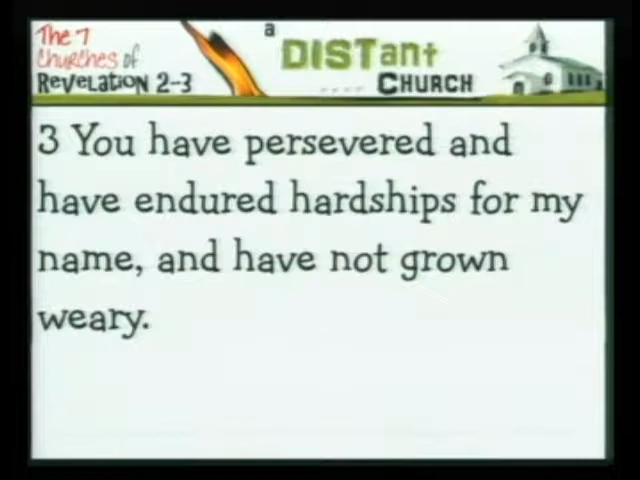 The 7
Churches of
Revelation 2-3
a
DISTant
.... CHURCH
3 You have persevered and
have endured hardships for my
name, and have not grown
weary.